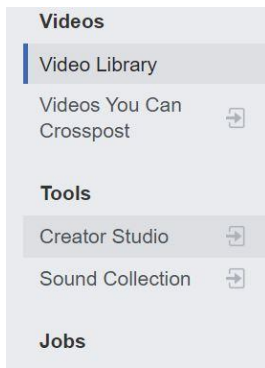 Videos
Video Library
Videos You Can
Crosspost
Tools
Creator Studio
Sound Collection
Jobs